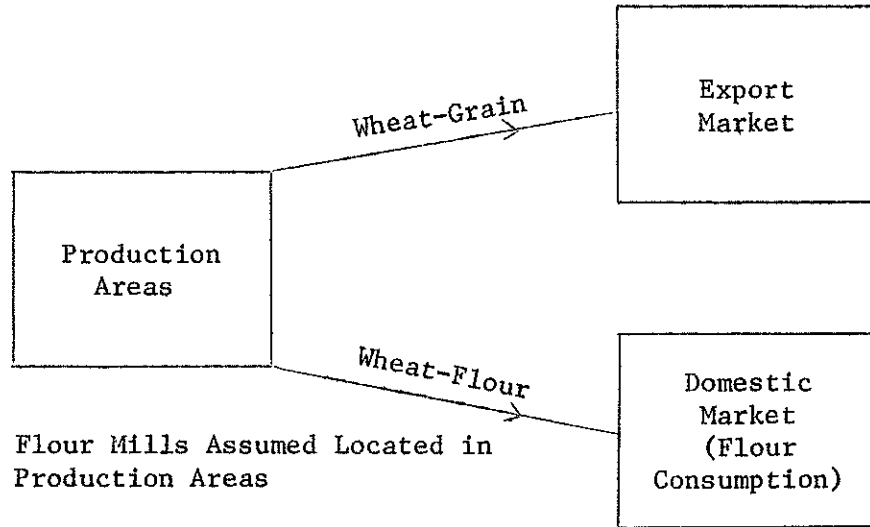 Export
Market
Wheat-Grain
Production
Areas
Wheat-Flour
Domestic
Market
(Flour
Consumption)
Flour Mills Assumed Located in
Production Areas